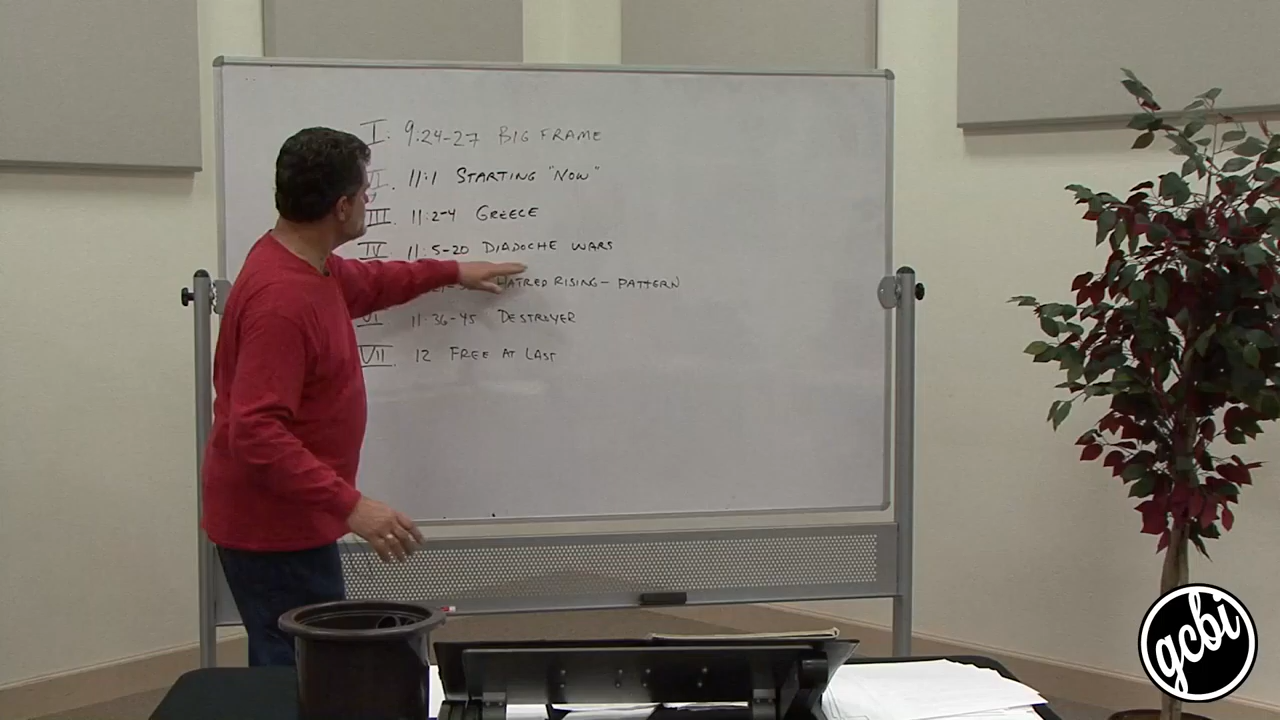 I. 9:24-27 BIG FRAME
11:1 STARTING "NOW"
III. 11:2-4 GREECE
IV 11:5-20 DIADOCHE WARS
HATRED RISING - PATTERN
VI 11:36-45 DESTROYER
VII. 12 FREE AT LAST
gcbi